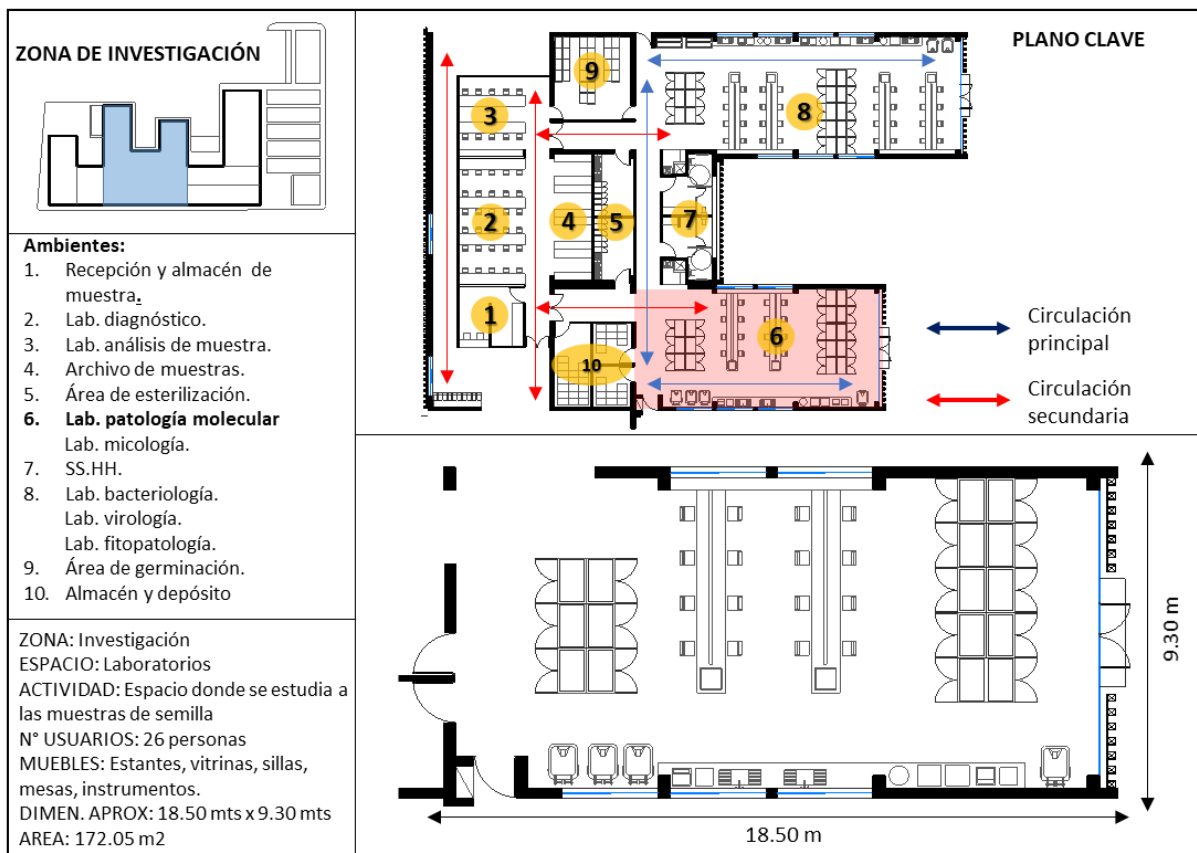 ZONA DE INVESTIGACIÓN
Ambientes:
1. Recepción y almacén de
muestra.
2. Lab. diagnóstico.
3. Lab. análisis de muestra.
4. Archivo de muestras.
5. Área de esterilización.
6. Lab. patología molecular
Lab. micología.
7. SS.HH.
8. Lab. bacteriología.
Lab. virología.
Lab. fitopatología.
9. Área de germinación.
10. Almacén y depósito
ZONA: Investigación
ESPACIO: Laboratorios
ACTIVIDAD: Espacio donde se estudia a
las muestras de semilla
N° USUARIOS: 26 personas
MUEBLES: Estantes, vitrinas, sillas,
mesas, instrumentos.
DIMEN. APROX: 18.50 mts x 9.30 mts
AREA: 172.05 m2
PLANO CLAVE
9
3
8
2
4
5
7
1
6
10
Circulación
principal
Circulación
secundaria
9.30 m
18.50 m